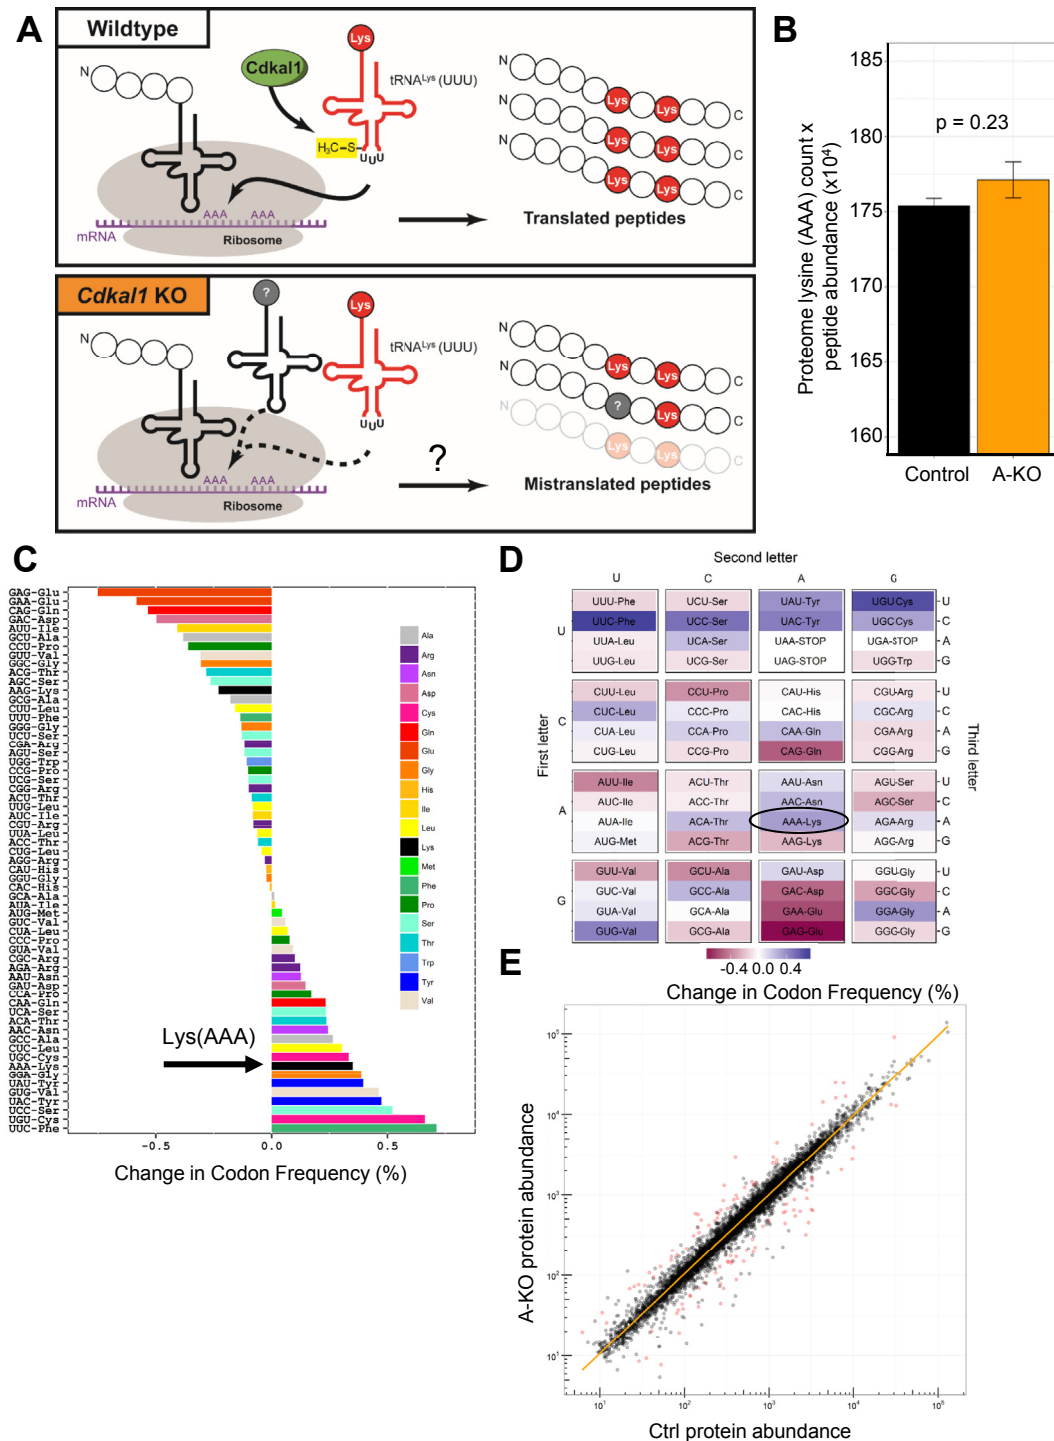 A
Wildtype
Lys
Cdkal1
N
tRNALys (UUU)
H3C–S–
UUU
AAA AAA
mRNA
Ribosome
N
N
N
Lys Lys
Lys Lys
Lys Lys
C
C
C
Translated peptides
Cdkal1 KO
?
Lys
N
tRNALys (UUU)
UUU
AAA AAA
mRNA
Ribosome
?
N
N
N
Lys Lys
? Lys
Lys Lys
C
C
C
Mistranslated peptides
B
Proteome lysine (AAA) count x
peptide abundance (x10⁴)
185
180
175
170
165
160
p = 0.23
Control A-KO
C
GAG-Glu
GAA-Glu
CAG-Gln
GAC-Asp
AUU-Ile
GCU-Ala
CCU-Pro
GUU-Val
GGC-Gly
ACG-Thr
AGC-Ser
AAG-Lys
GCG-Ala
CUU-Leu
UUU-Phe
GGG-Gly
UCU-Ser
CGA-Arg
AGU-Ser
UGG-Trp
CCG-Pro
UCG-Ser
CGG-Arg
ACU-Thr
UUG-Leu
AUC-Ile
CGU-Arg
UUA-Leu
ACC-Thr
CUG-Leu
AGG-Arg
CAU-His
GGU-Gly
CAC-His
GCA-Ala
AUA-Ile
AUG-Met
GUC-Val
CUA-Leu
CCC-Pro
GUA-Val
CGC-Arg
AGA-Arg
AAU-Asn
GAU-Asp
CCA-Pro
CAA-Gln
UCA-Ser
ACA-Thr
AAC-Asn
GCC-Ala
CUC-Leu
UGC-Cys
AAA-Lys
GGA-Gly
UAU-Tyr
GUG-Val
UAC-Tyr
UCC-Ser
UGU-Cys
UUC-Phe
Lys(AAA)
Ala
Arg
Asn
Asp
Cys
Gln
Glu
Gly
His
Ile
Leu
Lys
Met
Phe
Pro
Ser
Thr
Trp
Tyr
Val
-0.5 0.0 0.5
Change in Codon Frequency (%)
D
Second letter
U C A G
First letter
Third letter
U
UUU-Phe UCU-Ser UAU-Tyr UGU-Cys U
UUC-Phe UCC-Ser UAC-Tyr UGC-Cys C
UUA-Leu UCA-Ser UAA-STOP UGA-STOP A
UUG-Leu UCG-Ser UAG-STOP UGG-Trp G
C
CUU-Leu CCU-Pro CAU-His CGU-Arg U
CUC-Leu CCC-Pro CAC-His CGC-Arg C
CUA-Leu CCA-Pro CAA-Gln CGA-Arg A
CUG-Leu CCG-Pro CAG-Gln CGG-Arg G
A
AUU-Ile ACU-Thr AAU-Asn AGU-Ser U
AUC-Ile ACC-Thr AAC-Asn AGC-Ser C
AUA-Ile ACA-Thr AAA-Lys AGA-Arg A
AUG-Met ACG-Thr AAG-Lys AGC-Arg G
G
GUU-Val GCU-Ala GAU-Asp GGU-Gly U
GUC-Val GCC-Ala GAC-Asp GGC-Gly C
GUA-Val GCA-Ala GAA-Glu GGA-Gly A
GUG-Val GCG-Ala GAG-Glu GGG-Gly G
-0.4 0.0 0.4
Change in Codon Frequency (%)
E
A-KO protein abundance
10⁵
10⁴
10³
10²
10¹
10¹ 10² 10³ 10⁴ 10⁵
Ctrl protein abundance